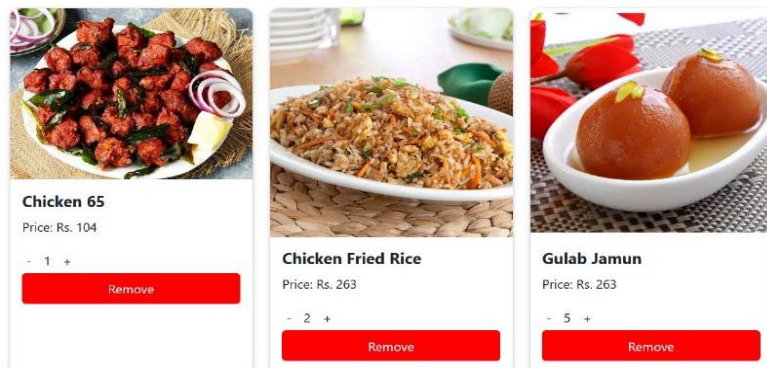 Chicken 65
Price: Rs. 104
- 1 +
Remove
Chicken Fried Rice
Price: Rs. 263
- 2 +
Remove
Gulab Jamun
Price: Rs. 263
- 5 +
Remove